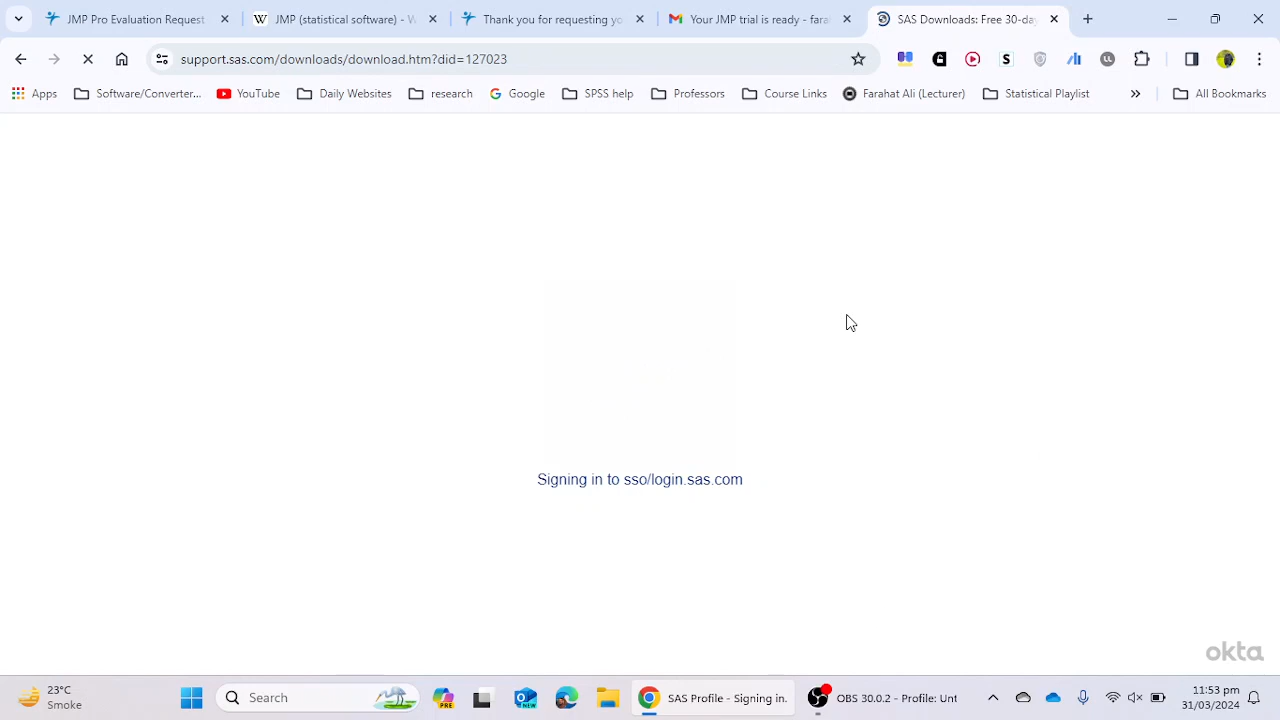 JMP Pro Evaluation Request
JMP (statistical software) - W
Thank you for requesting yo
Your JMP trial is ready - farah
SAS Downloads: Free 30-day
support.sas.com/downloads/download.htm?did=127023
Apps
Software/Converter...
YouTube
Daily Websites
research
Google
SPSS help
Professors
Course Links
Farahat Ali (Lecturer)
Statistical Playlist
All Bookmarks
Signing in to sso/login.sas.com
okta
23°C
Smoke
Search
PRE
NEW
SAS Profile - Signing in.
OBS 30.0.2 - Profile: Unt
11:53 pm
31/03/2024